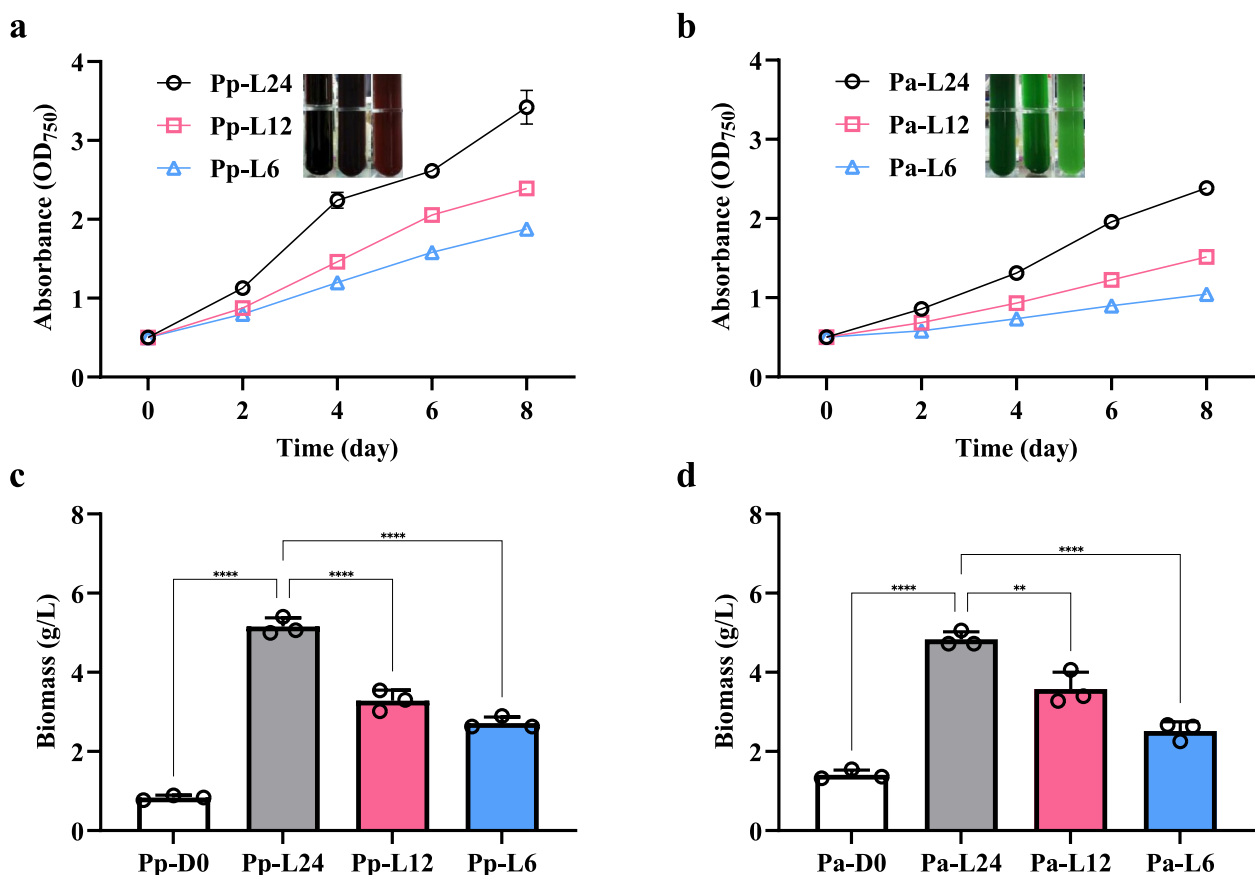 a
4
3
2
1
0
Absorbance (OD750)
Pp-L24
Pp-L12
Pp-L6
0 2 4 6 8
Time (day)
b
4
3
2
1
0
Absorbance (OD750)
Pa-L24
Pa-L12
Pa-L6
0 2 4 6 8
Time (day)
c
8
6
4
2
0
Biomass (g/L)
****
**** ****
Pp-D0 Pp-L24 Pp-L12 Pp-L6
d
8
6
4
2
0
Biomass (g/L)
****
**** **
Pa-D0 Pa-L24 Pa-L12 Pa-L6